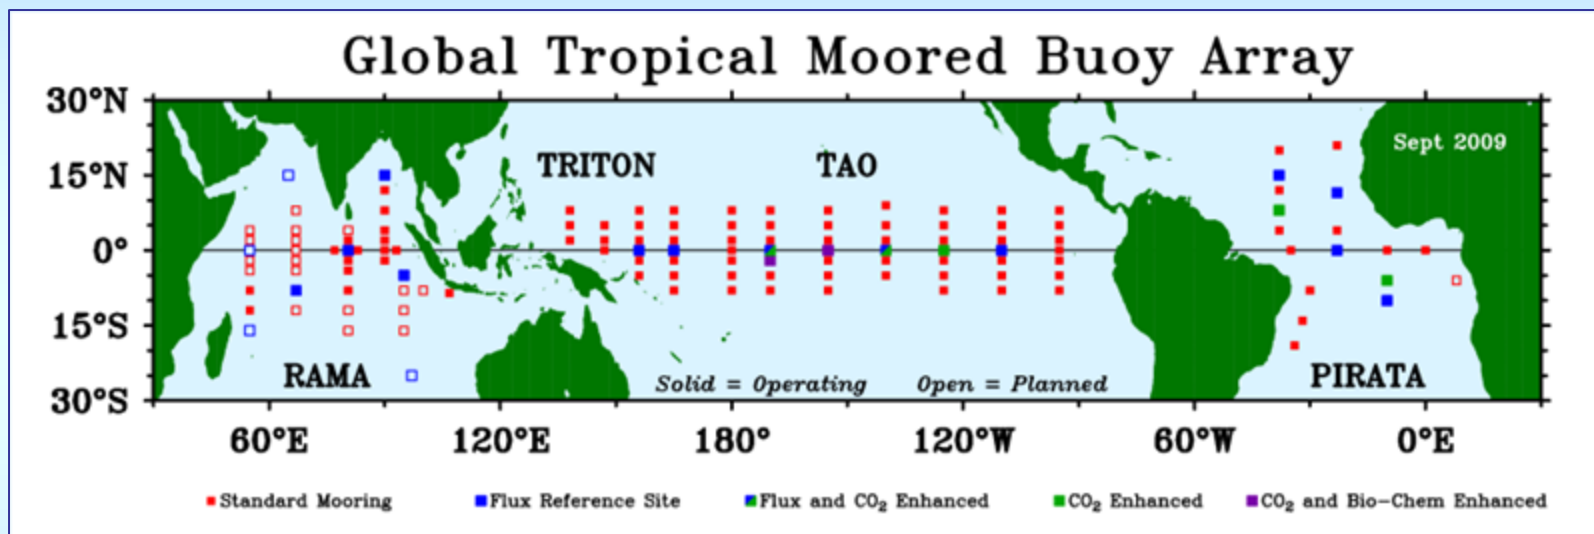 Global Tropical Moored Buoy Array
30°N
15°N
0°
15°S
30°S
TRITON
TAO
Sept 2009
RAMA
Solid = Operating
Open = Planned
PIRATA
60°E
120°E
180°
120°W
60°W
0°E
Standard Mooring
Flux Reference Site
Flux and CO₂ Enhanced
CO₂ Enhanced
CO₂ and Bio-Chem Enhanced